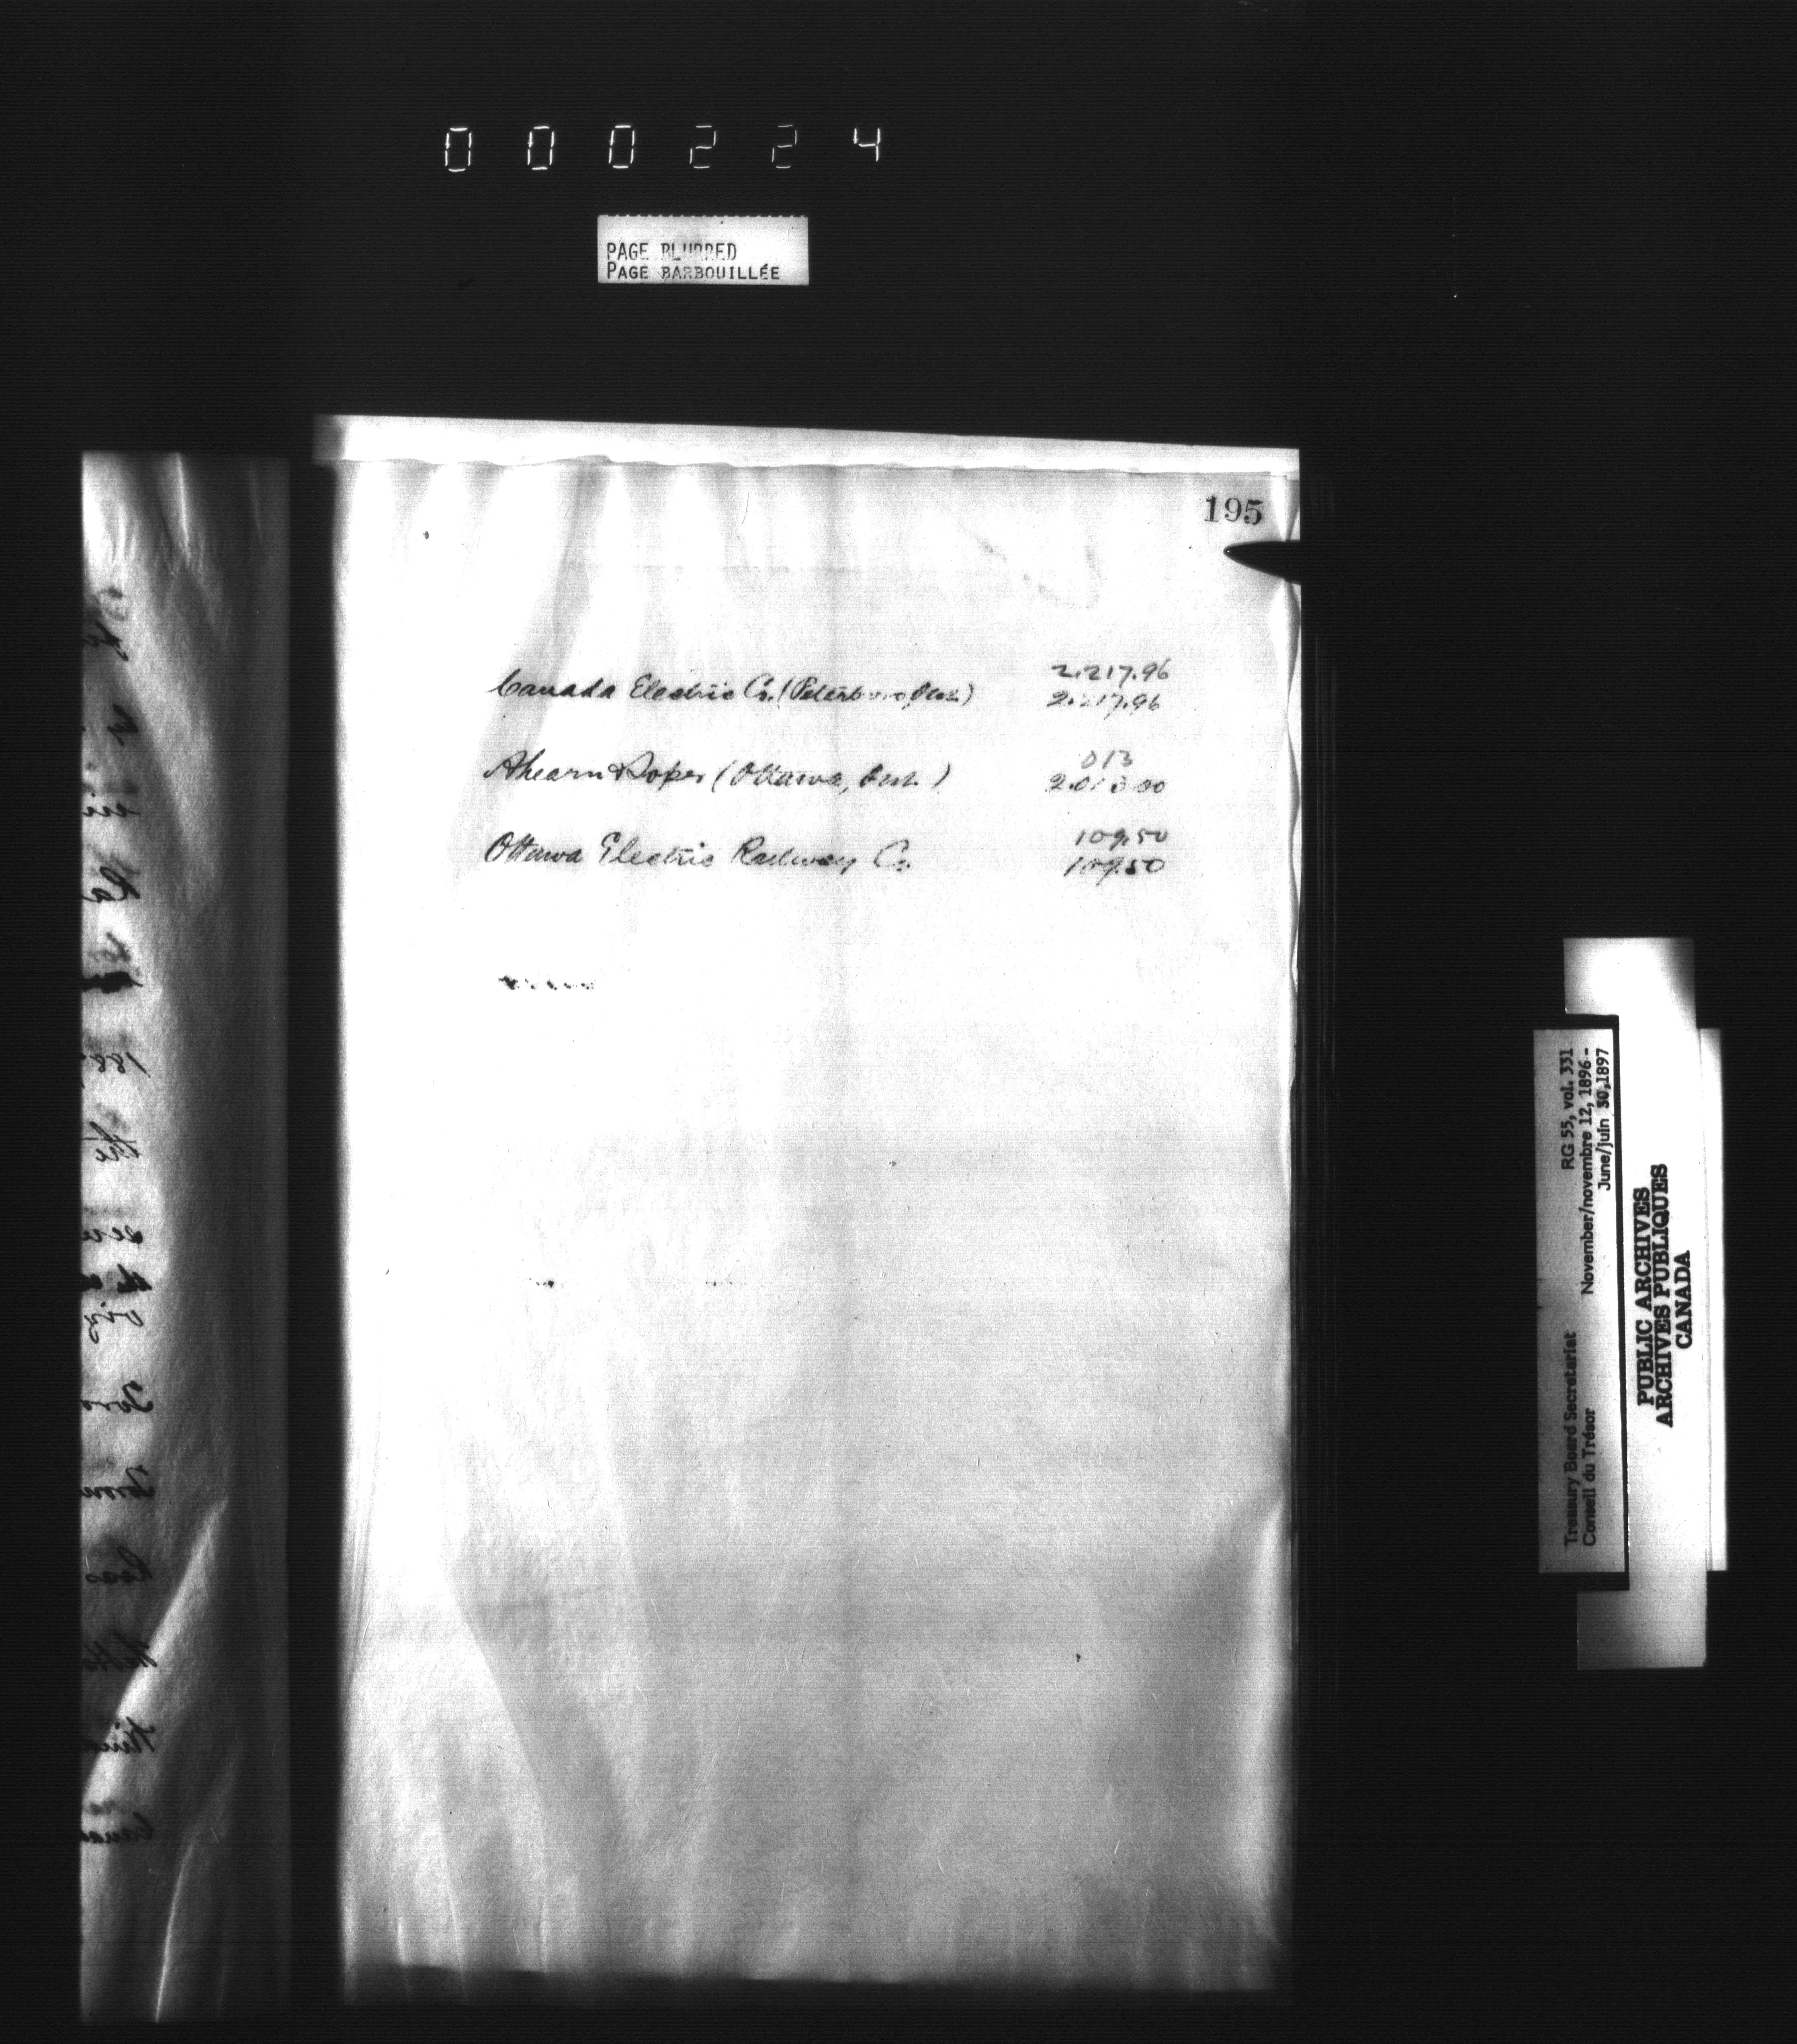 000224
PAGE BLURRED
PAGE BARBOUILLÉE
195
2.217.96
Canada Electric Co. (Peterboro, Ont.) 2.217.96
013
Ahearn & Soper (Ottawa, Ont.) 2.013.00
109.50
Ottawa Electric Railway Co. 109.50
Treasury Board Secretariat RG 55, vol. 331
Conseil du Trésor November/novembre 12, 1896 -
June/juin 30, 1897
PUBLIC ARCHIVES
ARCHIVES PUBLIQUES
CANADA